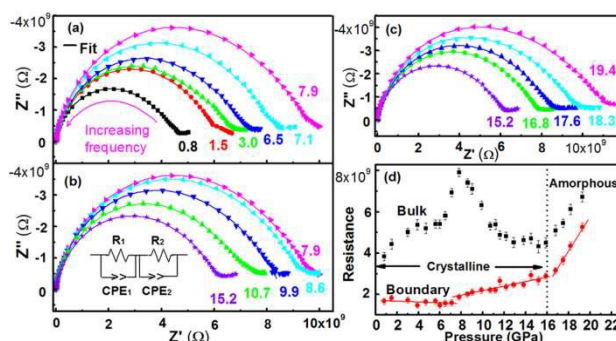 (a)
— Fit
Z'' (Ω)
-4x10⁹
-3
-2
-1
0
Increasing
frequency
0.8
1.5
3.0
6.5
7.1
7.9
(b)
Z'' (Ω)
-4x10⁹
-3
-2
-1
0
R₁
R₂
CPE₁
CPE₂
15.2
10.7
9.9
8.6
7.9
0
2
4
6
8
10x10⁹
Z' (Ω)
(c)
Z'' (Ω)
-4x10⁹
-3
-2
-1
0
15.2
16.8
17.6
18.3
19.4
0
2
4
6
8
10x10⁹
Z' (Ω)
(d)
Resistance
8x10⁹
6
4
2
Amorphous
Bulk
Crystalline
Boundary
0
2
4
6
8
10
12
14
16
18
20
22
Pressure (GPa)